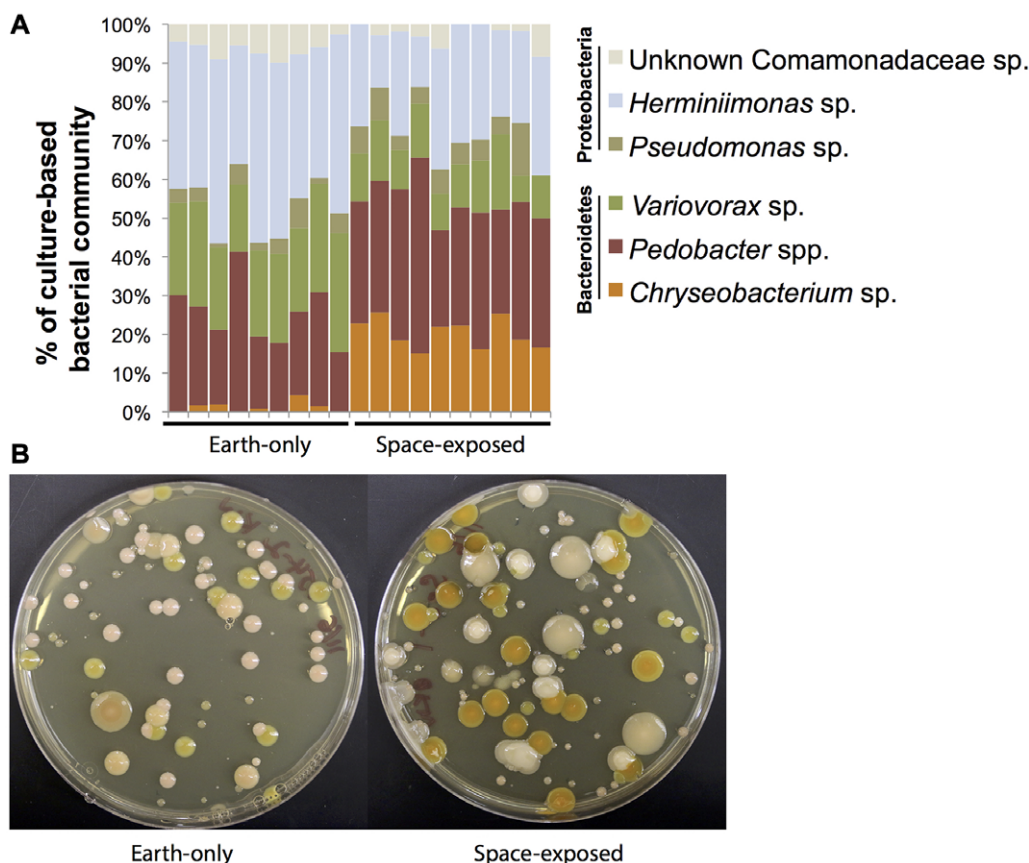 A
% of culture-based
bacterial community
100%
90%
80%
70%
60%
50%
40%
30%
20%
10%
0%
Earth-only
Space-exposed
Proteobacteria
Unknown Comamonadaceae sp.
Herminiimonas sp.
Pseudomonas sp.
Bacteroidetes
Variovorax sp.
Pedobacter spp.
Chryseobacterium sp.
B
Earth-only
Space-exposed